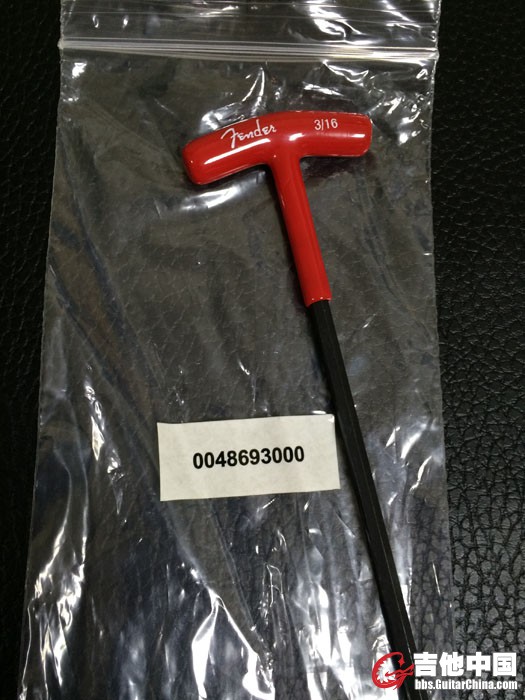 Fender
3/16
0048693000
吉他中国
bbs.GuitarChina.com